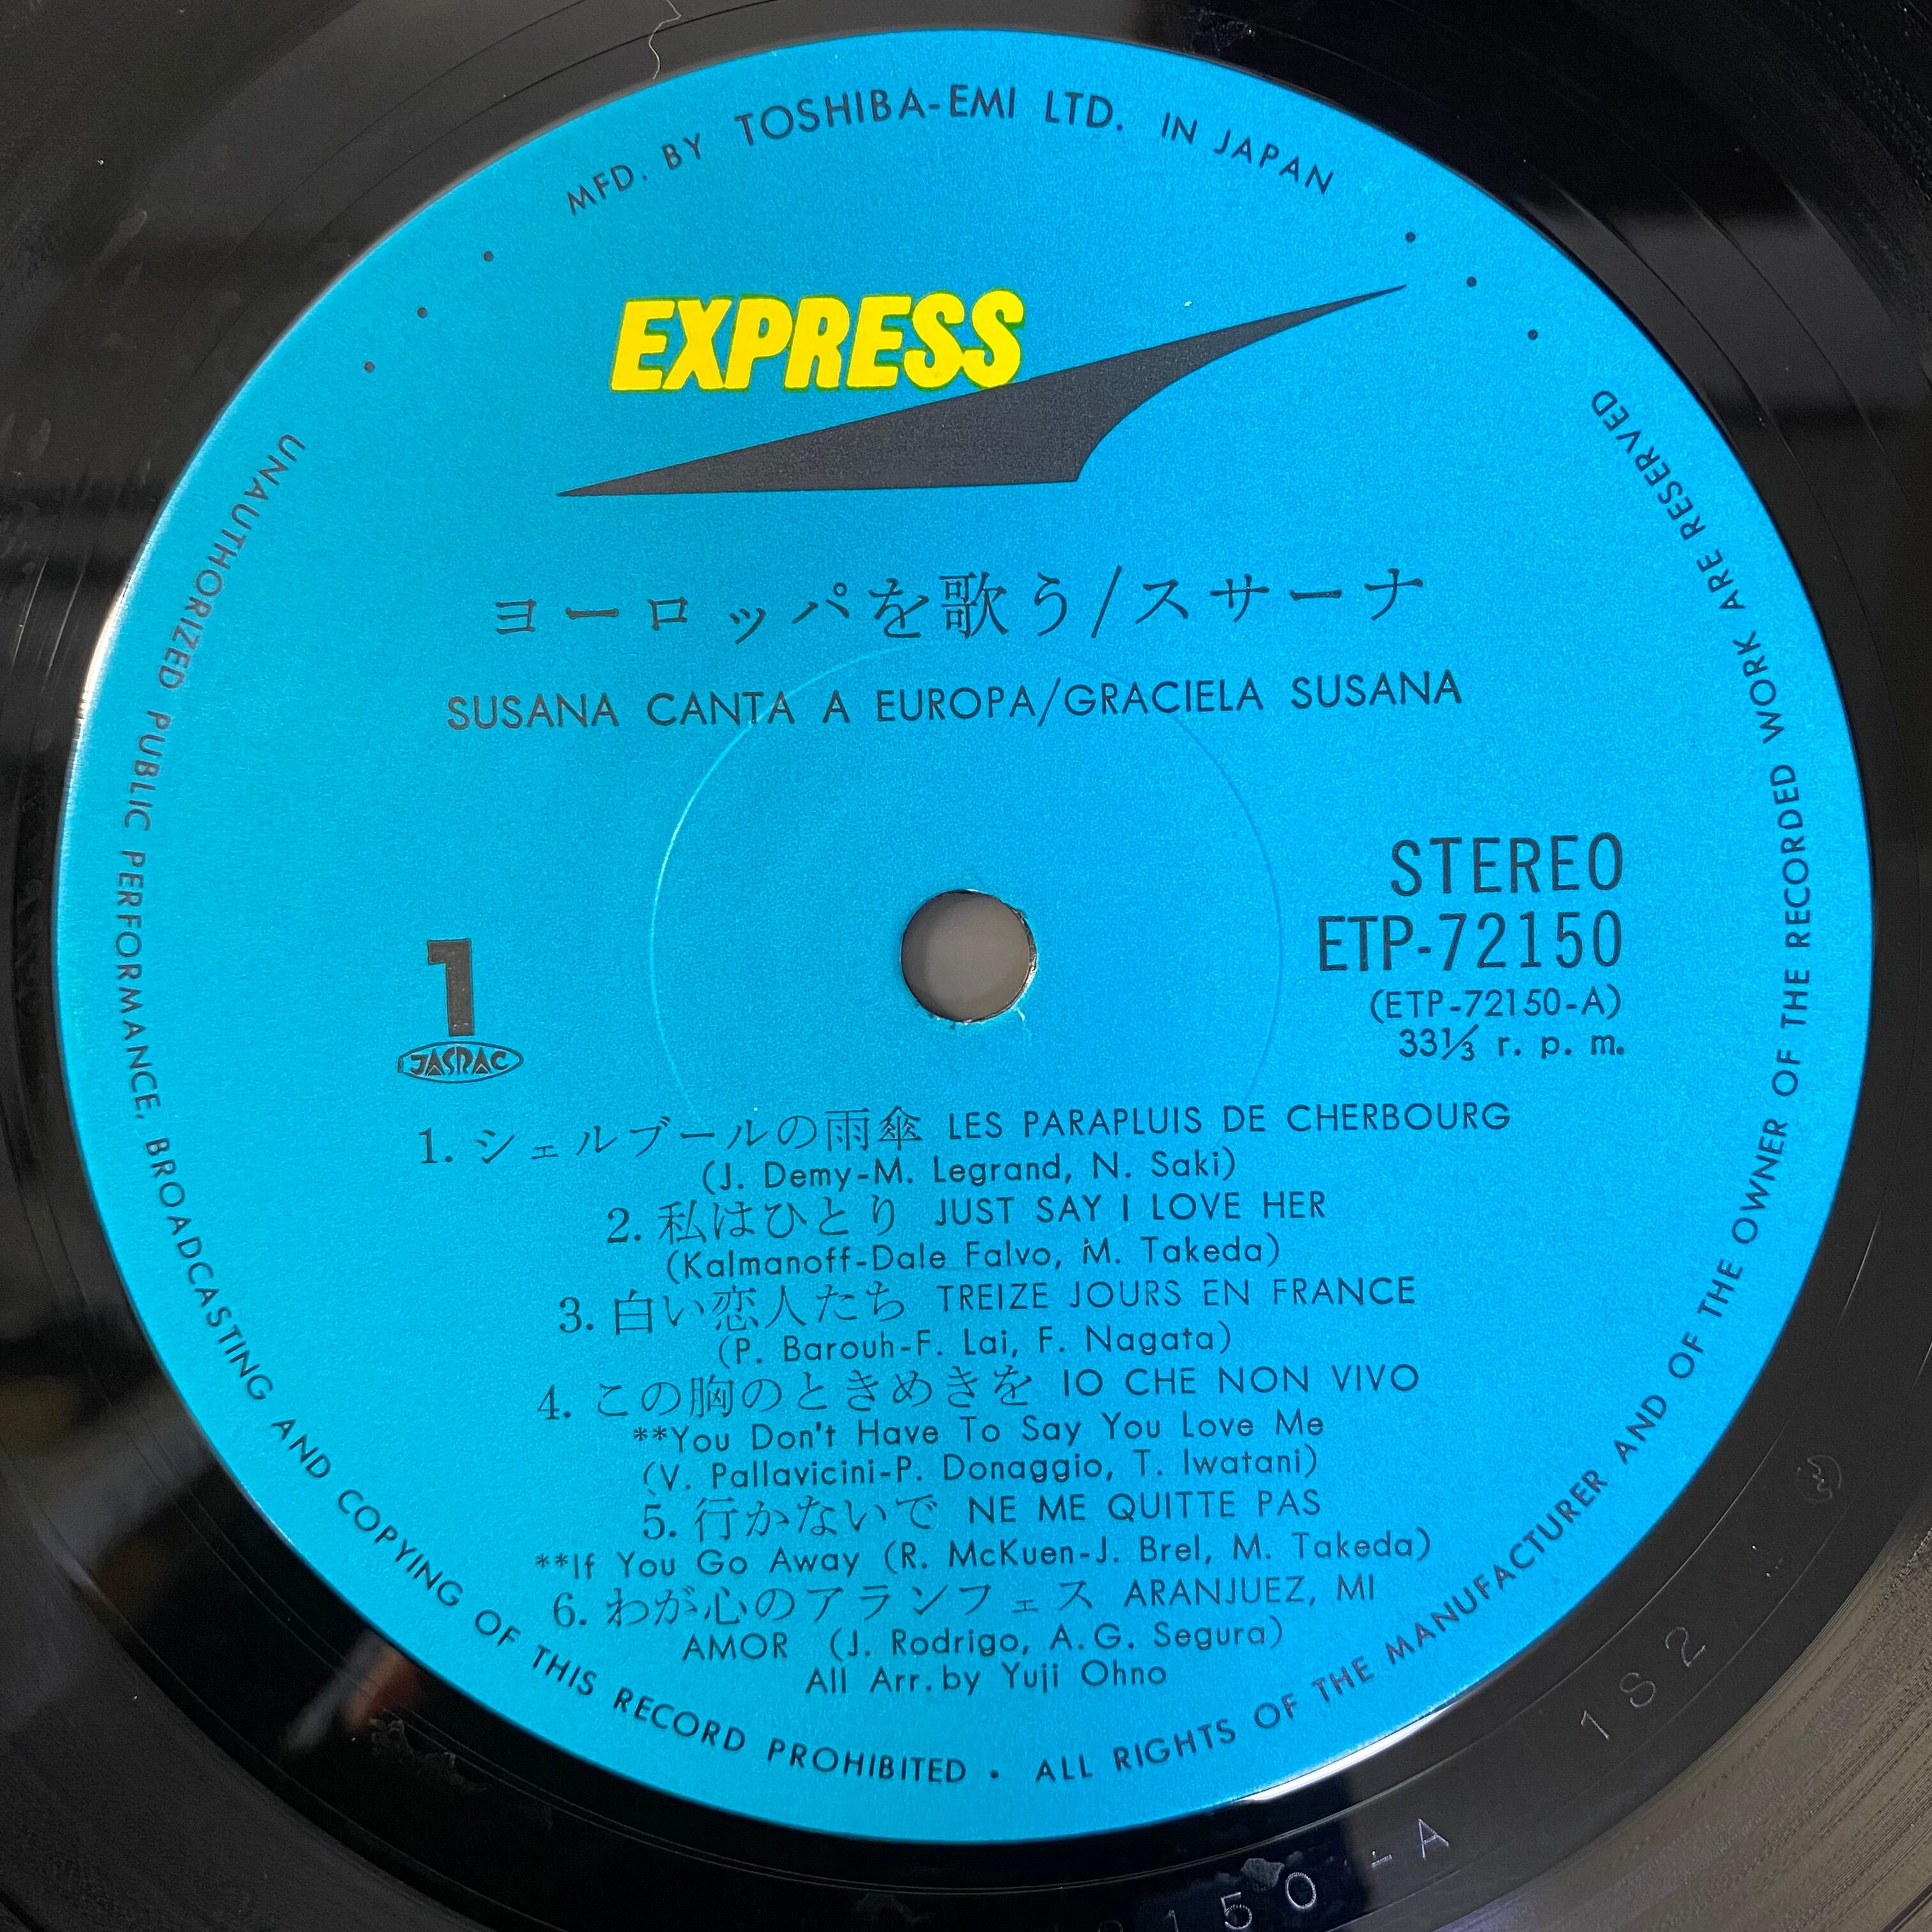 MFD. BY TOSHIBA-EMI LTD. IN JAPAN
EXPRESS
ヨーロッパを歌う/スサーナ
SUSANA CANTA A EUROPA/GRACIELA SUSANA
STEREO
ETP-72150
(ETP-72150-A)
33⅓ r. p. m.
1
JASRAC
1. シェルブールの雨傘 LES PARAPLUIS DE CHERBOURG
(J. Demy-M. Legrand, N. Saki)
2. 私はひとり JUST SAY I LOVE HER
(Kalmanoff-Dale Falvo, M. Takeda)
3. 白い恋人たち TREIZE JOURS EN FRANCE
(P. Barouh-F. Lai, F. Nagata)
4. この胸のときめきを IO CHE NON VIVO
**You Don't Have To Say You Love Me
(V. Pallavicini-P. Donaggio, T. Iwatani)
5. 行かないで NE ME QUITTE PAS
**If You Go Away (R. McKuen-J. Brel, M. Takeda)
6. わが心のアランフェス ARANJUEZ, MI
AMOR (J. Rodrigo, A.G. Segura)
All Arr. by Yuji Ohno
UNAUTHORIZED PUBLIC PERFORMANCE, BROADCASTING AND COPYING OF THIS RECORD PROHIBITED • ALL RIGHTS OF THE MANUFACTURER AND OF THE OWNER OF THE RECORDED WORK ARE RESERVED
150-A
1S2